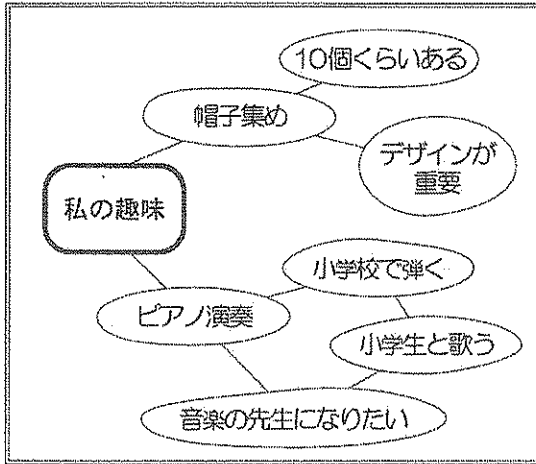 10個くらいある
帽子集め
デザインが
重要
私の趣味
小学校で弾く
ピアノ演奏
小学生と歌う
音楽の先生になりたい